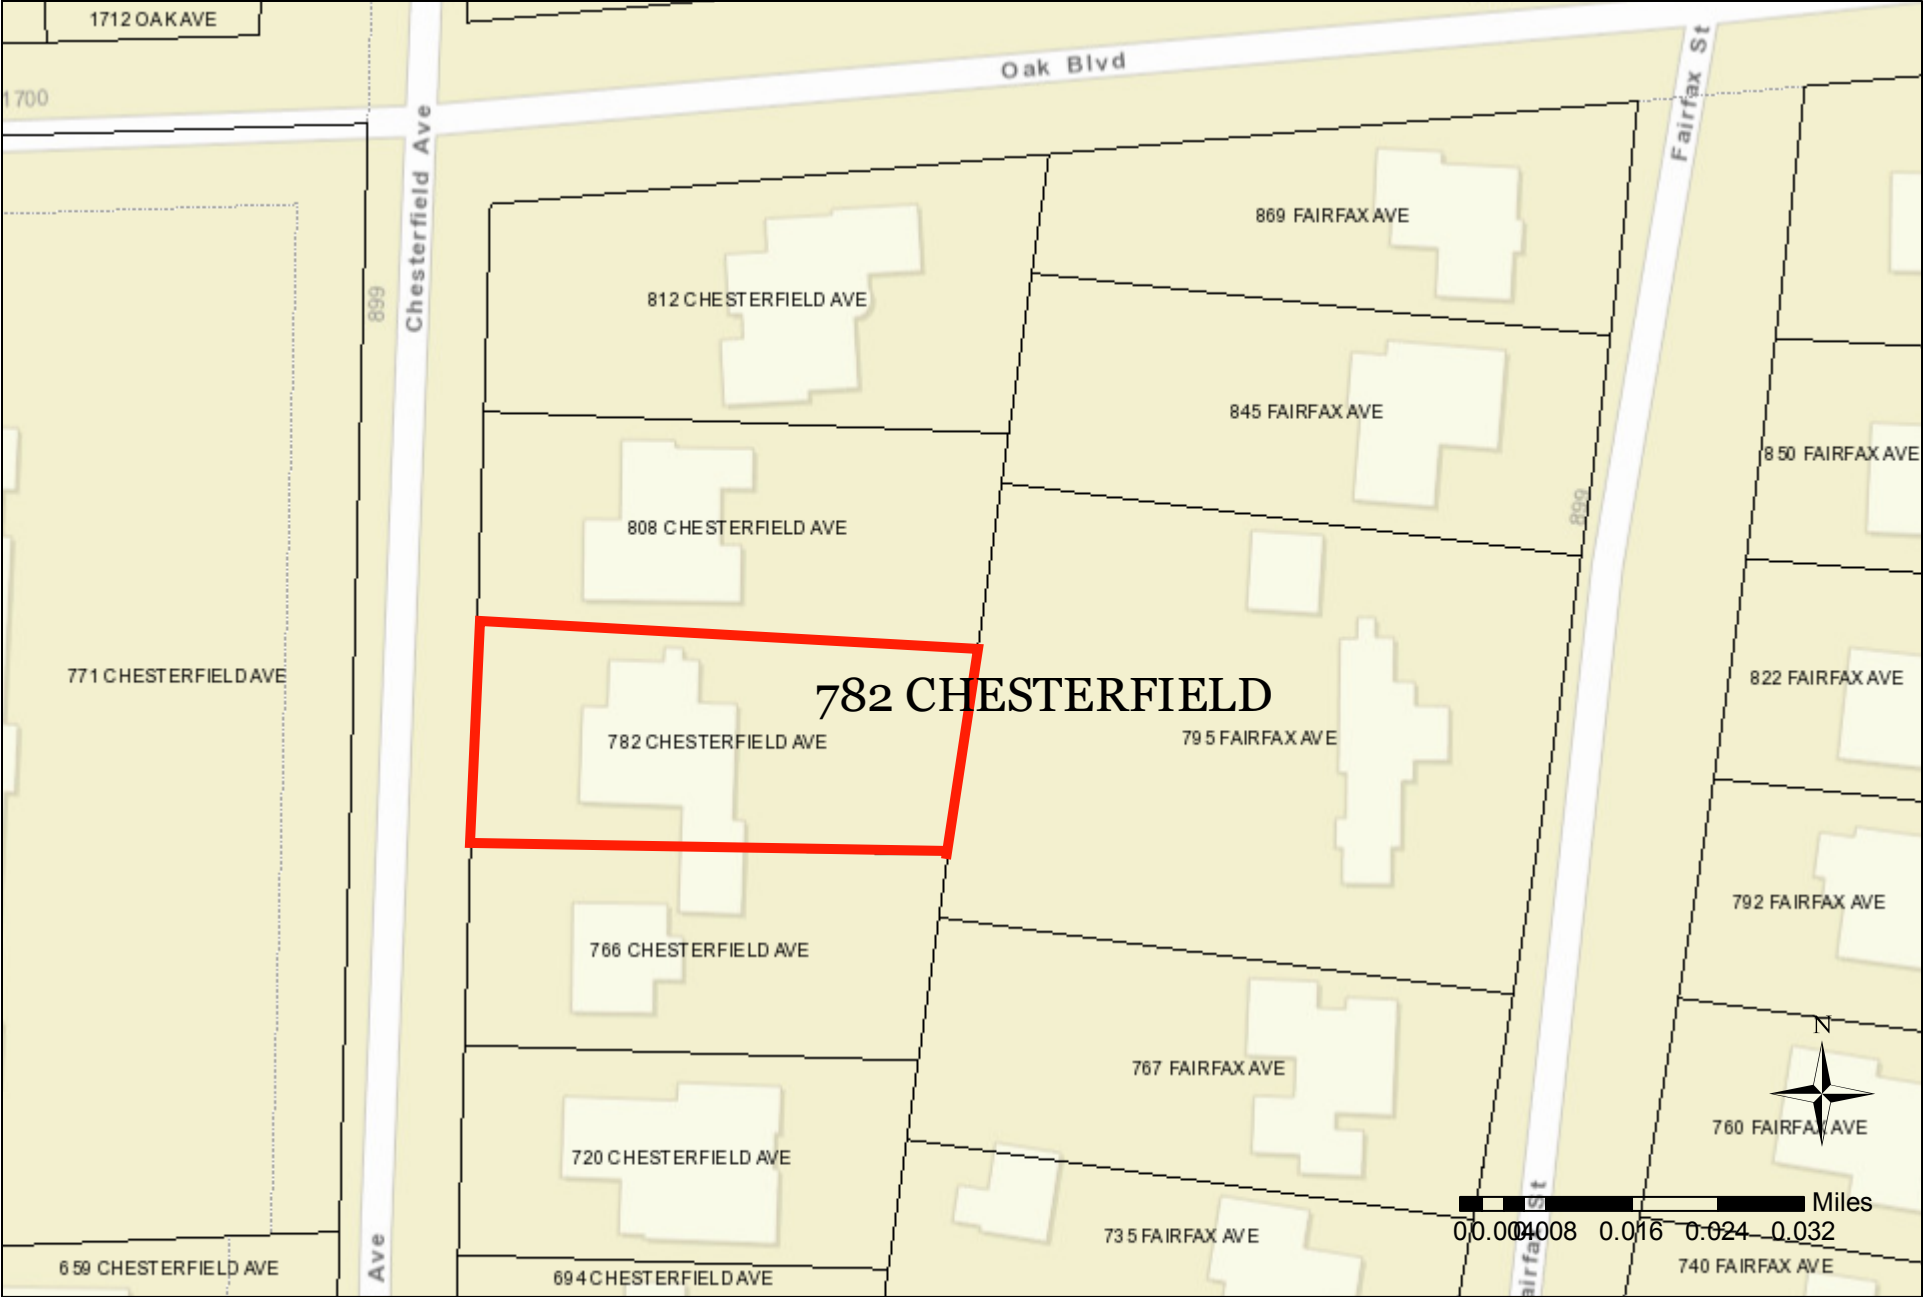 1712 OAK AVE
Oak Blvd
Fairfax St
1700
Chesterfield Ave
869 FAIRFAX AVE
899
812 CHESTERFIELD AVE
845 FAIRFAX AVE
850 FAIRFAX AVE
899
808 CHESTERFIELD AVE
771 CHESTERFIELD AVE
782 CHESTERFIELD
822 FAIRFAX AVE
782 CHESTERFIELD AVE
795 FAIRFAX AVE
792 FAIRFAX AVE
766 CHESTERFIELD AVE
N
767 FAIRFAX AVE
760 FAIRFAX AVE
720 CHESTERFIELD AVE
Miles
0 0.004 0.008 0.016 0.024 0.032
735 FAIRFAX AVE
airfax St
Ave
659 CHESTERFIELD AVE
694 CHESTERFIELD AVE
740 FAIRFAX AVE